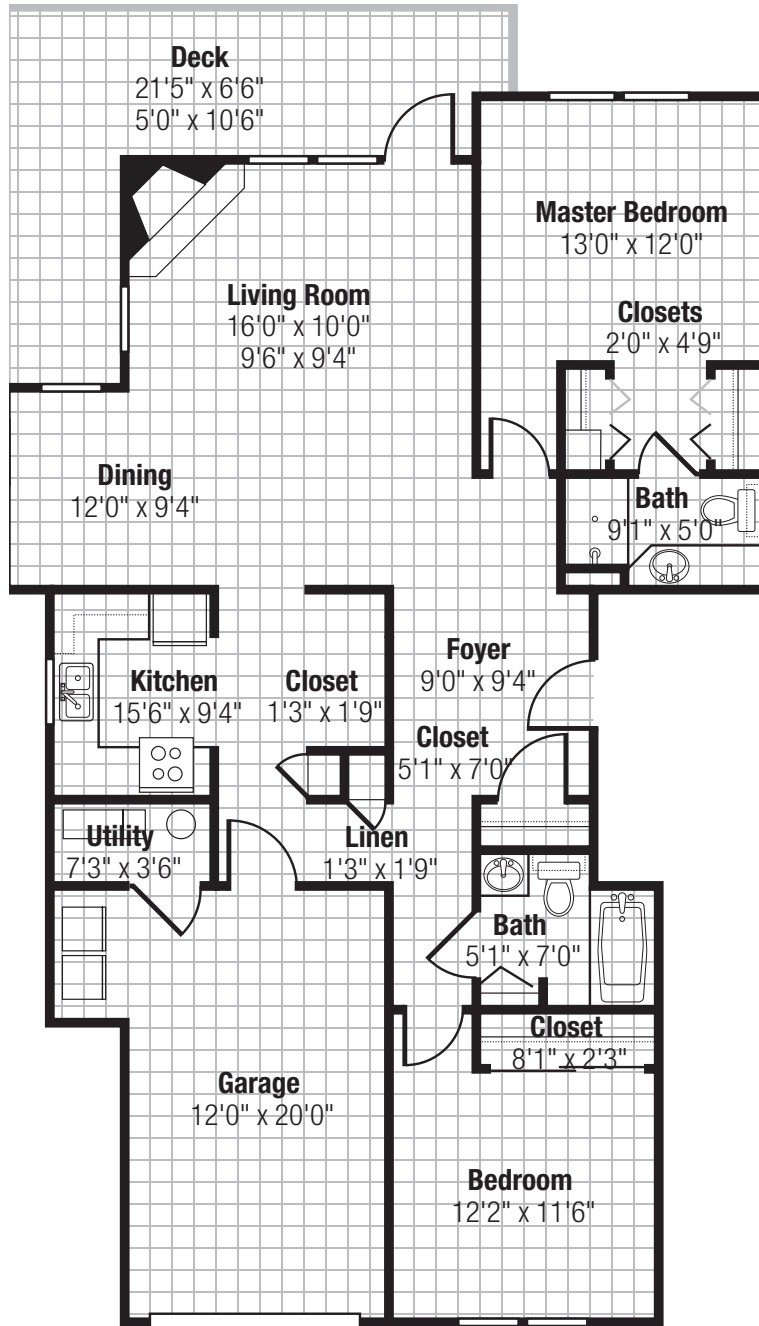 Deck
21'5" x 6'6"
5'0" x 10'6"
Master Bedroom
13'0" x 12'0"
Living Room
16'0" x 10'0"
9'6" x 9'4"
Closets
2'0" x 4'9"
Dining
12'0" x 9'4"
Bath
9'1" x 5'0"
Foyer
9'0" x 9'4"
Kitchen
15'6" x 9'4"
Closet
1'3" x 1'9"
Closet
5'1" x 7'0"
Utility
7'3" x 3'6"
Linen
1'3" x 1'9"
Bath
5'1" x 7'0"
Closet
8'1" x 2'3"
Garage
12'0" x 20'0"
Bedroom
12'2" x 11'6"